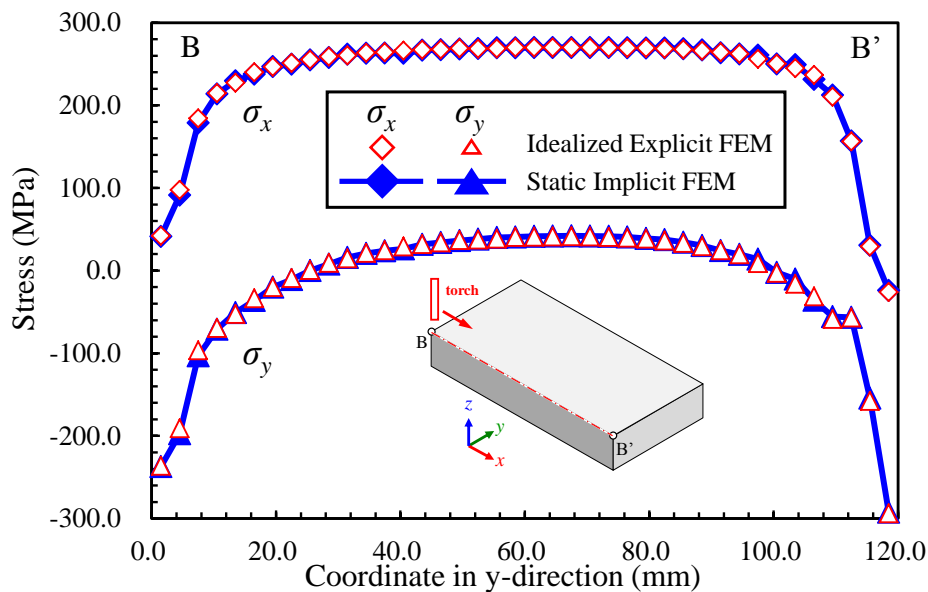 300.0
200.0
100.0
0.0
-100.0
-200.0
-300.0
Stress (MPa)
B
B’
σx
σx σy
Idealized Explicit FEM
Static Implicit FEM
σy
torch
B
B’
z
y
x
0.0 20.0 40.0 60.0 80.0 100.0 120.0
Coordinate in y-direction (mm)